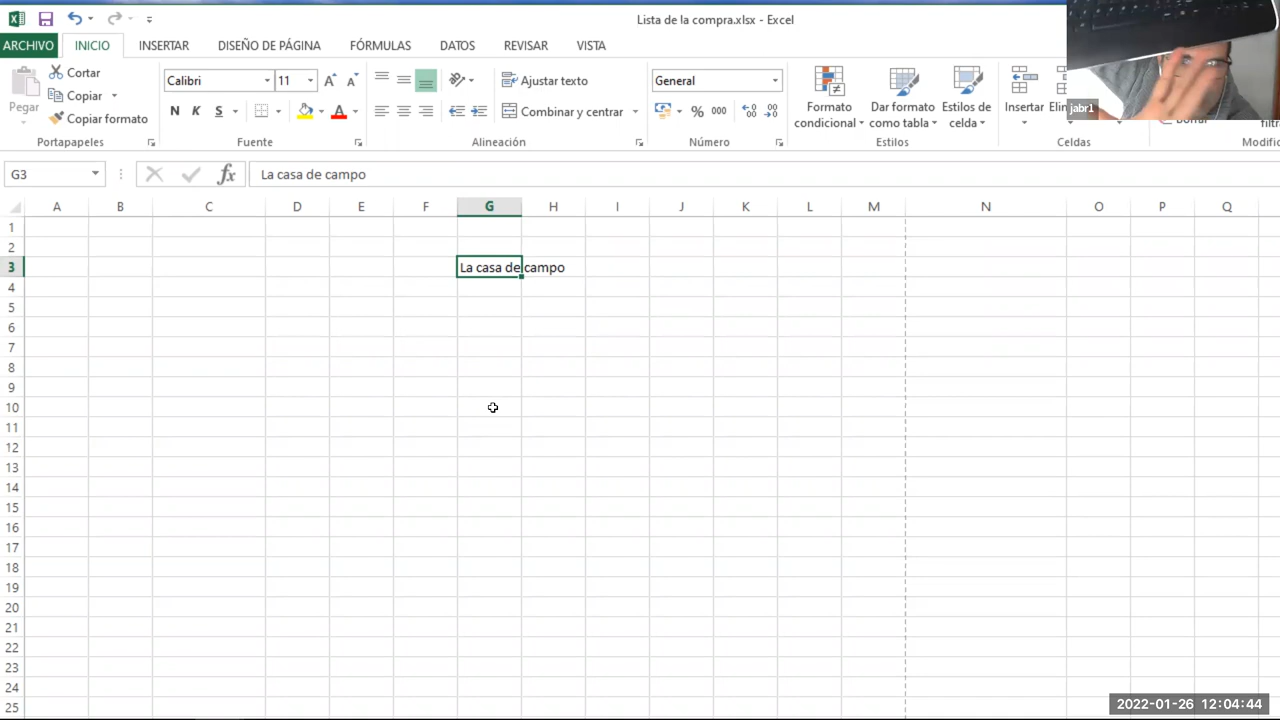 Lista de la compra.xlsx - Excel
ARCHIVO INICIO INSERTAR DISEÑO DE PÁGINA FÓRMULAS DATOS REVISAR VISTA
Pegar
Cortar
Copiar
Copiar formato
Portapapeles
Calibri 11
N K S A
Fuente
Ajustar texto
Combinar y centrar
Alineación
General
% 000
Número
Formato condicional
Dar formato como tabla
Estilos de celda
Estilos
Insertar
Celdas
jabr1
G3 fx La casa de campo
A B C D E F G H I J K L M N O P Q
1
2
3 La casa de campo
4
5
6
7
8
9
10
11
12
13
14
15
16
17
18
19
20
21
22
23
24
25
2022-01-26 12:04:44